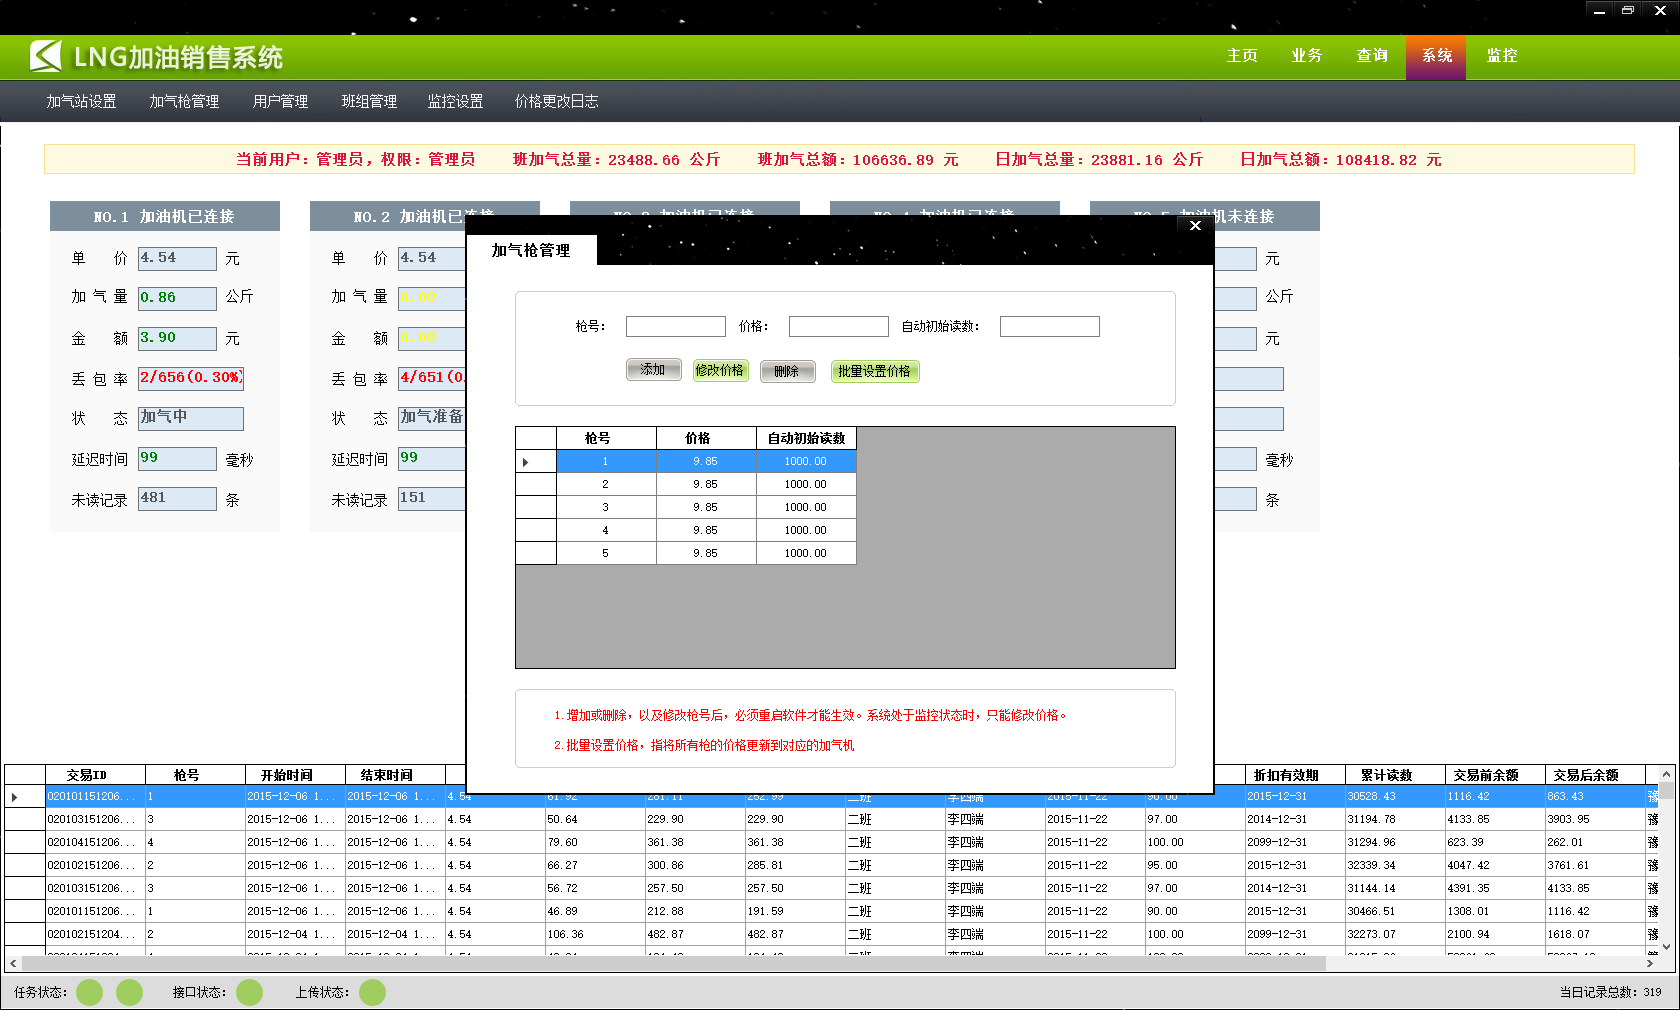 LNG加油销售系统
主页 业务 查询 系统 监控
加气站设置 加气枪管理 用户管理 班组管理 监控设置 价格更改日志
当前用户：管理员，权限：管理员 班加气总量：23488.66 公斤 班加气总额：106636.89 元 日加气总量：23881.16 公斤 日加气总额：108418.82 元
NO.1 加油机已连接
单 价 4.54 元
加 气 量 0.86 公斤
金 额 3.90 元
丢 包 率 2/656(0.30%)
状 态 加气中
延迟时间 99 毫秒
未读记录 481 条
NO.2 加油机已连接
单 价 4.54
加 气 量 0.00
金 额 0.00
丢 包 率 4/651(0.
状 态 加气准备
延迟时间 99
未读记录 151
NO.3 加油机已连接
NO.4 加油机已连接
NO.5 加油机未连接
元
公斤
元
毫秒
条
加气枪管理
枪号： 价格： 自动初始读数：
添加 修改价格 删除 批量设置价格
枪号 价格 自动初始读数
1 9.85 1000.00
2 9.85 1000.00
3 9.85 1000.00
4 9.85 1000.00
5 9.85 1000.00
1.增加或删除，以及修改枪号后，必须重启软件才能生效。系统处于监控状态时，只能修改价格。
2.批量设置价格，指将所有枪的价格更新到对应的加气机
交易ID 枪号 开始时间 结束时间 折扣有效期 累计读数 交易前余额 交易后余额
020101151206... 1 2015-12-06 1... 2015-12-06 1... 4.54 61.92 281.11 252.99 二班 李四端 2015-11-22 90.00 2015-12-31 30528.43 1116.42 863.43 豫
020103151206... 3 2015-12-06 1... 2015-12-06 1... 4.54 50.64 229.90 229.90 二班 李四端 2015-11-22 97.00 2014-12-31 31194.78 4133.85 3903.95 豫
020104151206... 4 2015-12-06 1... 2015-12-06 1... 4.54 79.60 361.38 361.38 二班 李四端 2015-11-22 100.00 2099-12-31 31294.96 623.39 262.01 豫
020102151206... 2 2015-12-06 1... 2015-12-06 1... 4.54 66.27 300.86 285.81 二班 李四端 2015-11-22 95.00 2015-12-31 32339.34 4047.42 3761.61 豫
020103151206... 3 2015-12-06 1... 2015-12-06 1... 4.54 56.72 257.50 257.50 二班 李四端 2015-11-22 97.00 2014-12-31 31144.14 4391.35 4133.85 豫
020101151206... 1 2015-12-06 1... 2015-12-06 1... 4.54 46.89 212.88 191.59 二班 李四端 2015-11-22 90.00 2015-12-31 30466.51 1308.01 1116.42 豫
020102151204... 2 2015-12-04 1... 2015-12-04 1... 4.54 106.36 482.87 482.87 二班 李四端 2015-11-22 100.00 2099-12-31 32273.07 2100.94 1618.07 豫
任务状态： 接口状态： 上传状态： 当日记录总数：319